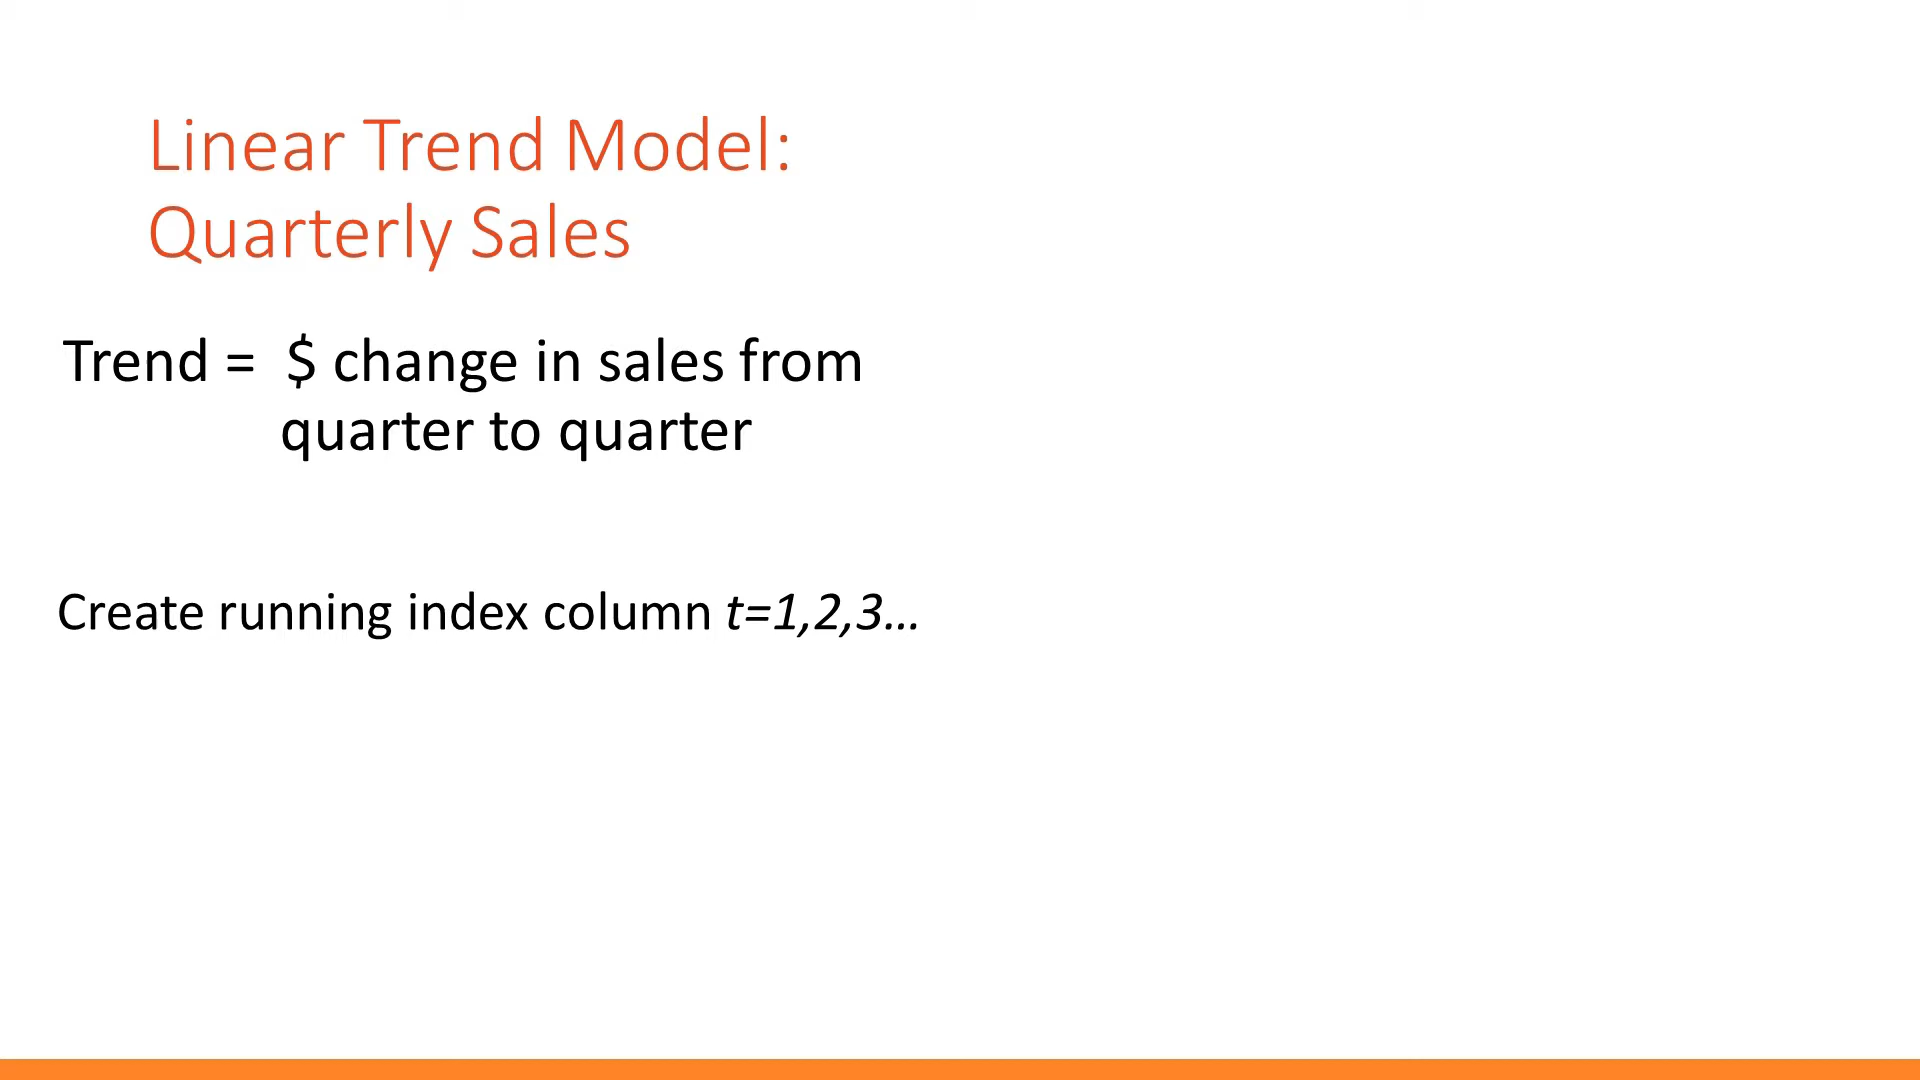 Linear Trend Model:
Quarterly Sales
Trend = $ change in sales from
quarter to quarter
Create running index column t=1,2,3…